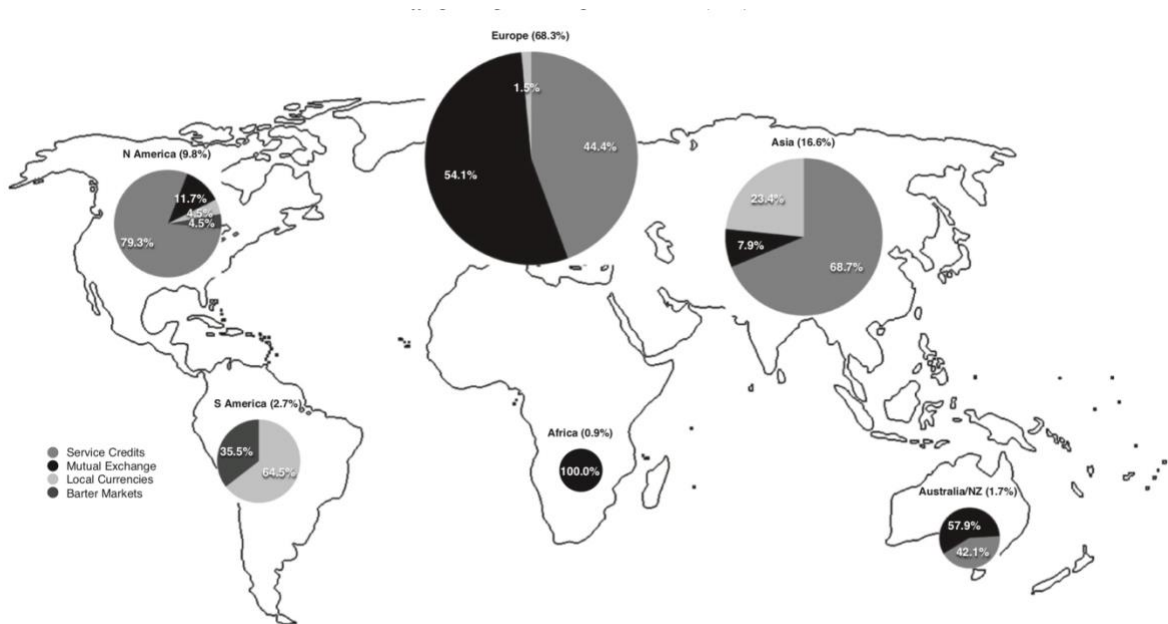 Europe (68.3%)
1.5%
44.4%
54.1%
N America (9.8%)
11.7%
4.5%
4.5%
79.3%
Asia (16.6%)
23.4%
7.9%
68.7%
S America (2.7%)
35.5%
64.5%
Africa (0.9%)
100.0%
Service Credits
Mutual Exchange
Local Currencies
Barter Markets
Australia/NZ (1.7%)
57.9%
42.1%